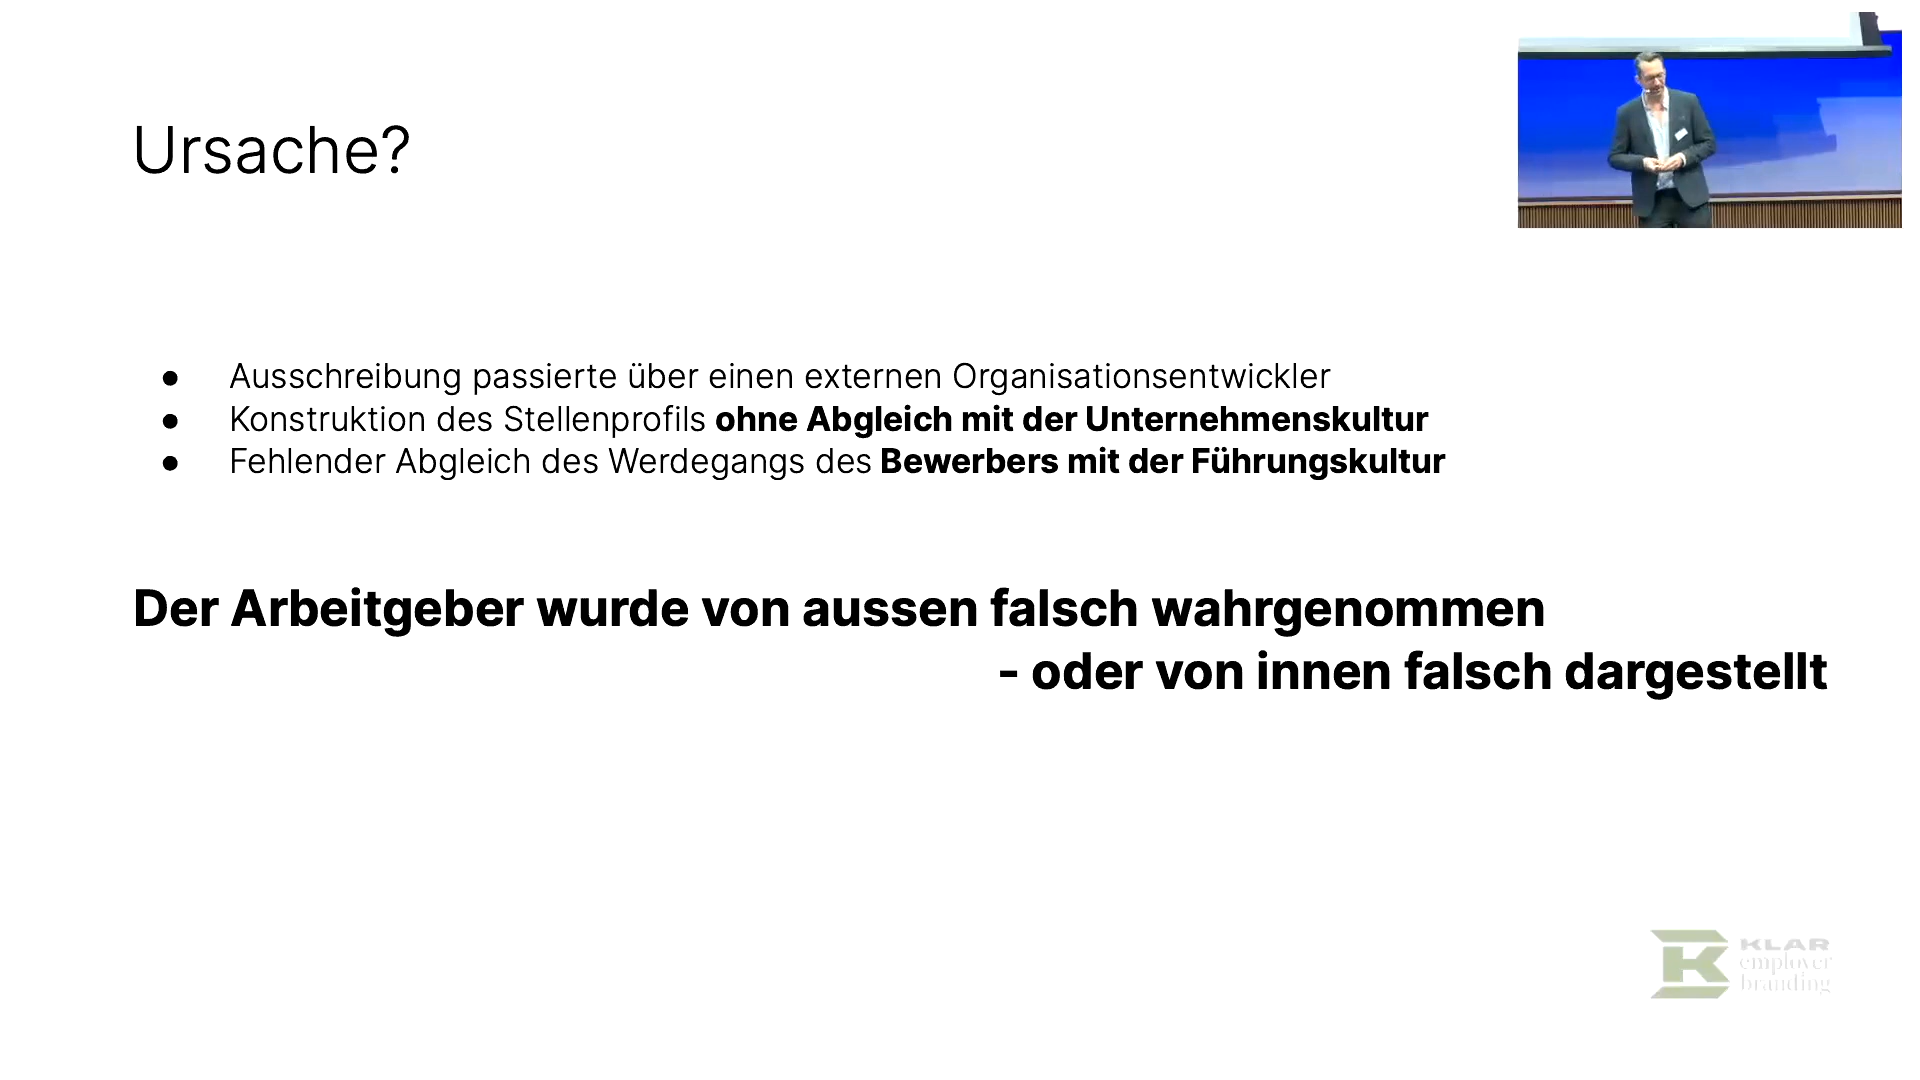 Ursache?
● Ausschreibung passierte über einen externen Organisationsentwickler
● Konstruktion des Stellenprofils ohne Abgleich mit der Unternehmenskultur
● Fehlender Abgleich des Werdegangs des Bewerbers mit der Führungskultur
Der Arbeitgeber wurde von aussen falsch wahrgenommen
- oder von innen falsch dargestellt
KLAR
employer
branding